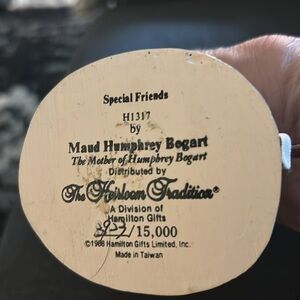 Special Friends
H1317
by
Maud Humphrey Bogart
The Mother of Humphrey Bogart
Distributed by
The Heirloom Tradition®
A Division of
Hamilton Gifts
/15,000
Hamilton Gifts Limited, Inc.
Made in Taiwan